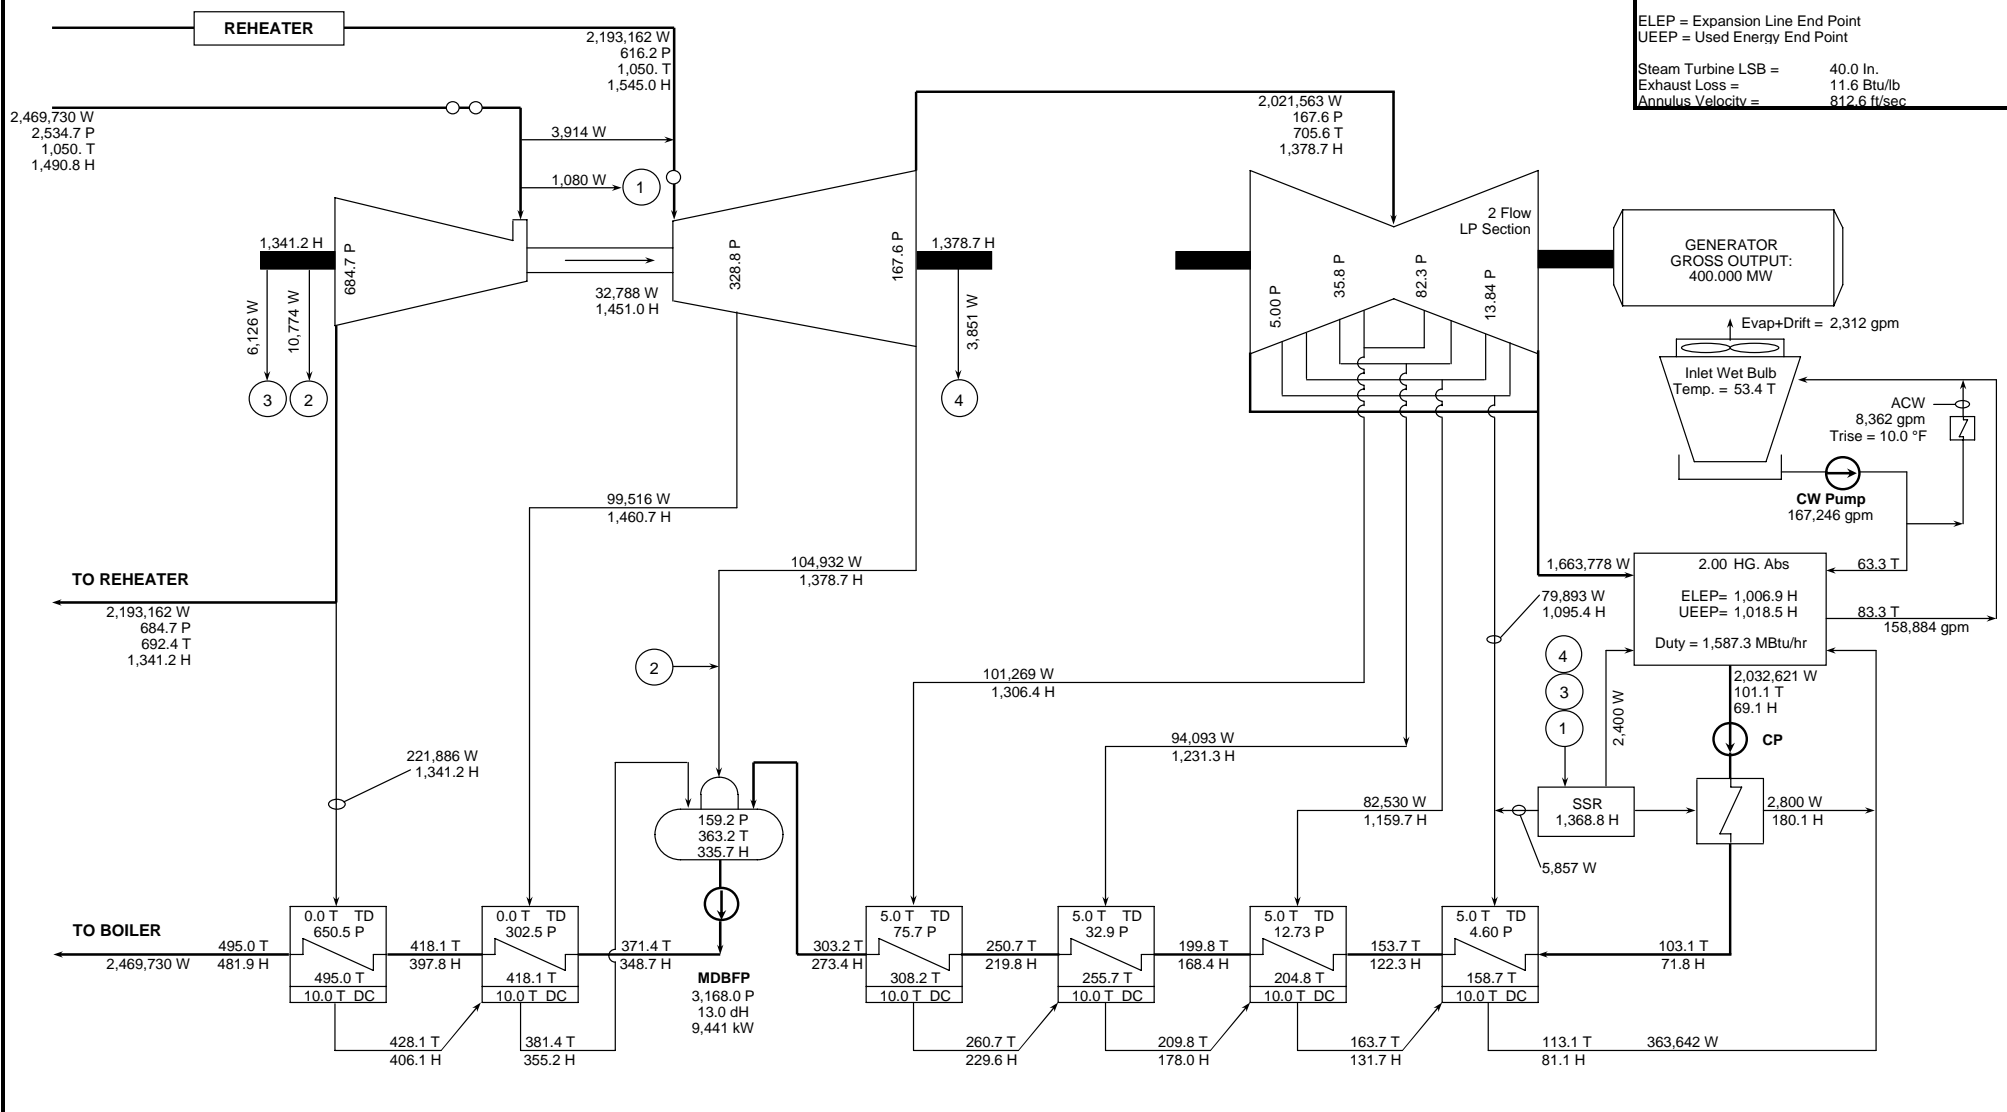 REHEATER
2,193,162 W
616.2 P
1,050. T
1,545.0 H
ELEP = Expansion Line End Point
UEEP = Used Energy End Point
Steam Turbine LSB = 40.0 In.
Exhaust Loss = 11.6 Btu/lb
Annulus Velocity = 812.6 ft/sec
2,469,730 W
2,534.7 P
1,050. T
1,490.8 H
3,914 W
1,080 W
1
2,021,563 W
167.6 P
705.6 T
1,378.7 H
1,341.2 H
684.7 P
6,126 W
10,774 W
3
2
32,788 W
1,451.0 H
328.8 P
167.6 P
1,378.7 H
3,851 W
4
2 Flow
LP Section
5.00 P
35.8 P
82.3 P
13.84 P
GENERATOR
GROSS OUTPUT:
400.000 MW
Evap+Drift = 2,312 gpm
Inlet Wet Bulb
Temp. = 53.4 T
ACW
8,362 gpm
Trise = 10.0 °F
CW Pump
167,246 gpm
99,516 W
1,460.7 H
104,932 W
1,378.7 H
TO REHEATER
2,193,162 W
684.7 P
692.4 T
1,341.2 H
1,663,778 W
2.00 HG. Abs
ELEP= 1,006.9 H
UEEP= 1,018.5 H
Duty = 1,587.3 MBtu/hr
63.3 T
83.3 T
158,884 gpm
79,893 W
1,095.4 H
2
101,269 W
1,306.4 H
4
3
1
2,400 W
2,032,621 W
101.1 T
69.1 H
CP
94,093 W
1,231.3 H
221,886 W
1,341.2 H
82,530 W
1,159.7 H
SSR
1,368.8 H
2,800 W
180.1 H
5,857 W
159.2 P
363.2 T
335.7 H
TO BOILER
495.0 T
481.9 H
2,469,730 W
0.0 T TD
650.5 P
495.0 T
10.0 T DC
418.1 T
397.8 H
0.0 T TD
302.5 P
418.1 T
10.0 T DC
371.4 T
348.7 H
MDBFP
3,168.0 P
13.0 dH
9,441 kW
303.2 T
273.4 H
5.0 T TD
75.7 P
308.2 T
10.0 T DC
250.7 T
219.8 H
5.0 T TD
32.9 P
255.7 T
10.0 T DC
199.8 T
168.4 H
5.0 T TD
12.73 P
204.8 T
10.0 T DC
153.7 T
122.3 H
5.0 T TD
4.60 P
158.7 T
10.0 T DC
103.1 T
71.8 H
428.1 T
406.1 H
381.4 T
355.2 H
260.7 T
229.6 H
209.8 T
178.0 H
163.7 T
131.7 H
113.1 T
81.1 H
363,642 W